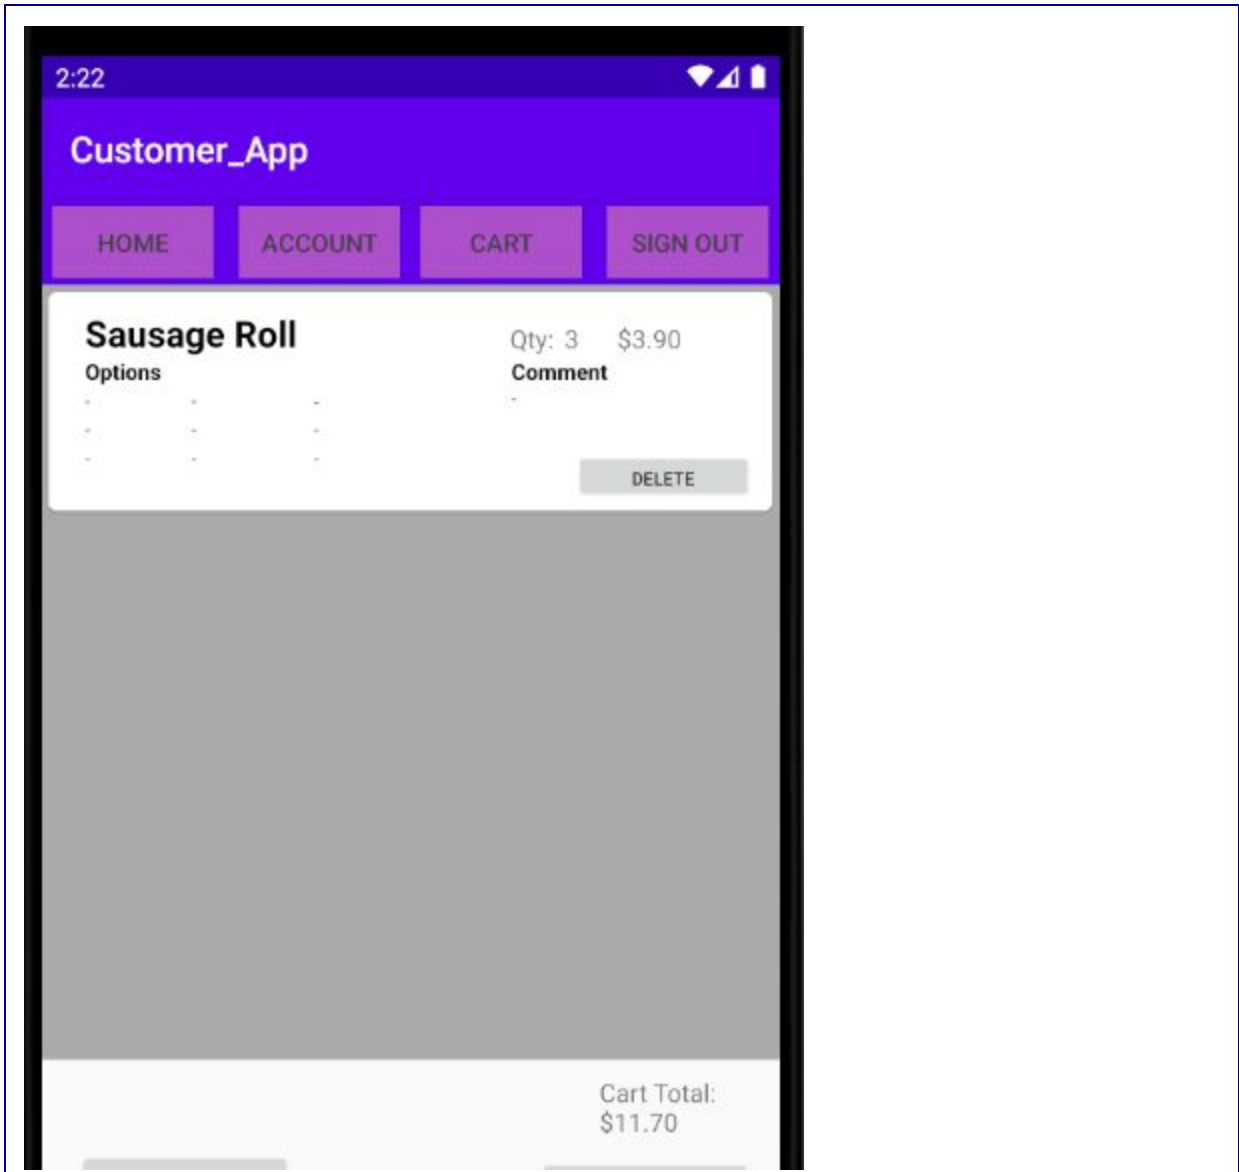 2:22
Customer_App
HOME ACCOUNT CART SIGN OUT
Sausage Roll Qty: 3 $3.90
Options Comment
- - - -
- - -
- - -
DELETE
Cart Total:
$11.70